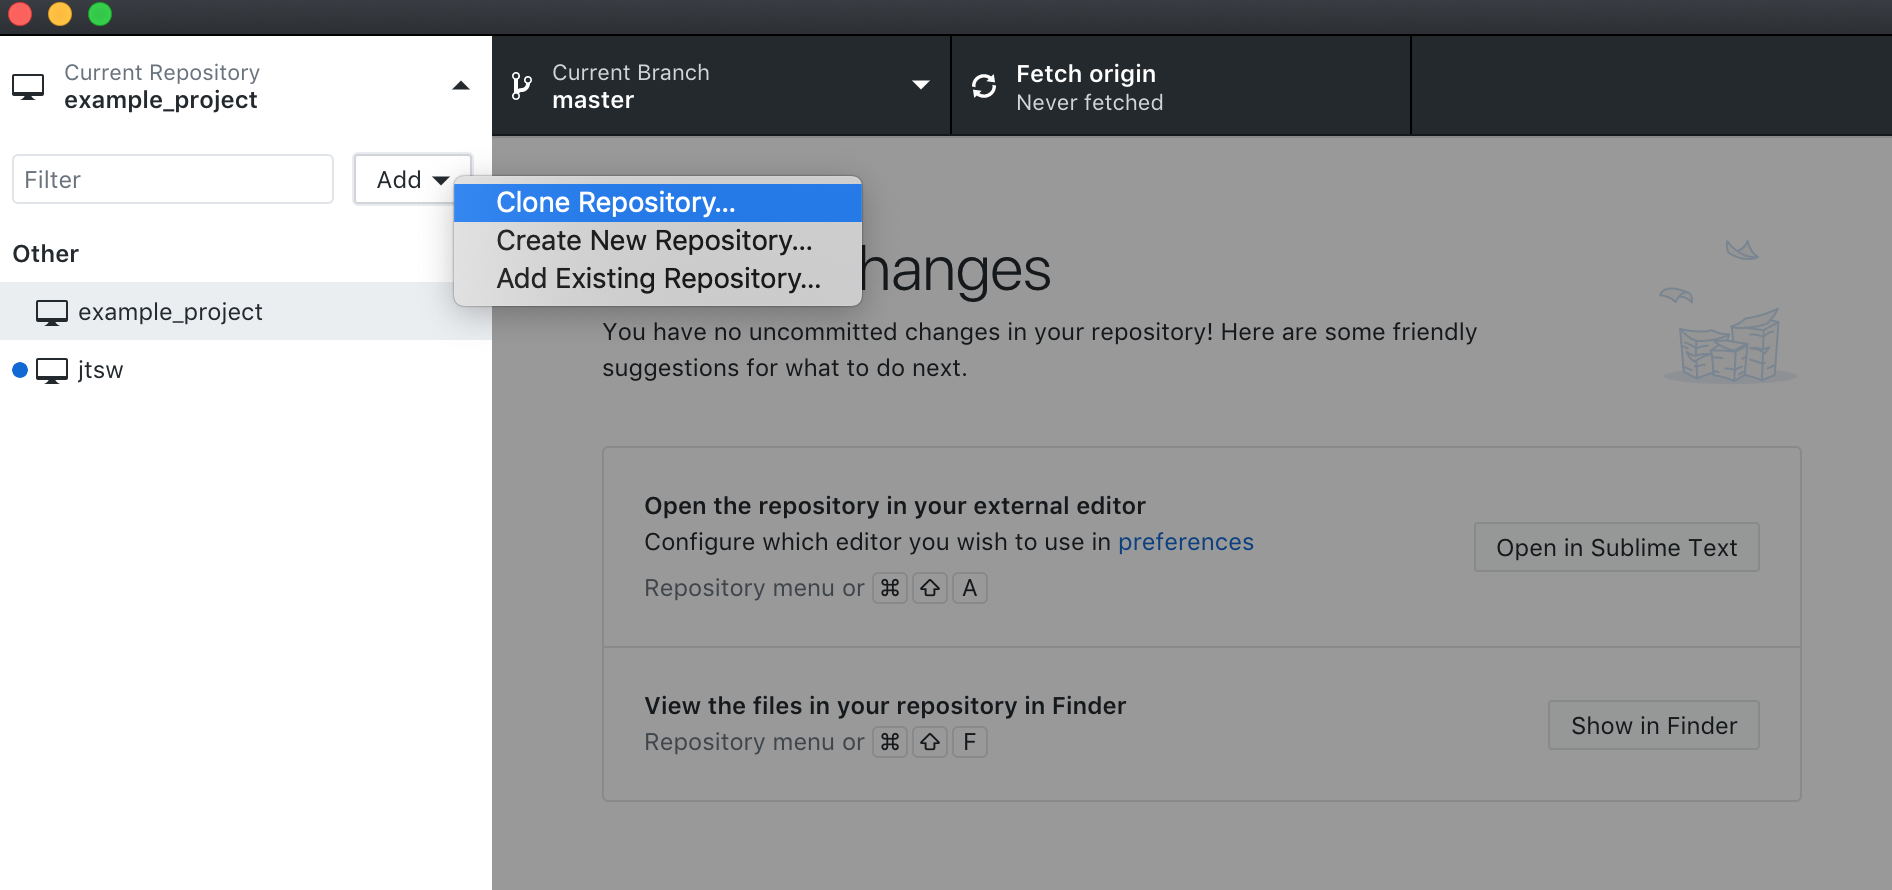 Current Repository
example_project
Current Branch
master
Fetch origin
Never fetched
Filter
Add
Clone Repository...
Create New Repository...
Add Existing Repository...
Other
example_project
jtsw
hanges
You have no uncommitted changes in your repository! Here are some friendly
suggestions for what to do next.
Open the repository in your external editor
Configure which editor you wish to use in preferences
Repository menu or ⌘ ⇧ A
Open in Sublime Text
View the files in your repository in Finder
Repository menu or ⌘ ⇧ F
Show in Finder